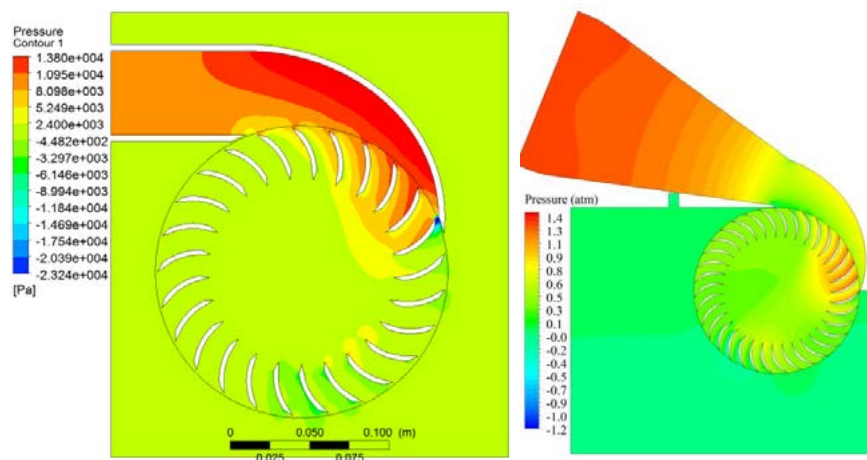 Pressure
Contour 1
1.380e+004
1.095e+004
8.098e+003
5.249e+003
2.400e+003
-4.482e+002
-3.297e+003
-6.146e+003
-8.994e+003
-1.184e+004
-1.469e+004
-1.754e+004
-2.039e+004
-2.324e+004
[Pa]
0 0.050 0.100 (m)
0.025 0.075
Pressure (atm)
1.4
1.3
1.1
0.9
0.8
0.6
0.4
0.3
0.1
-0.0
-0.2
-0.4
-0.5
-0.7
-0.9
-1.0
-1.2